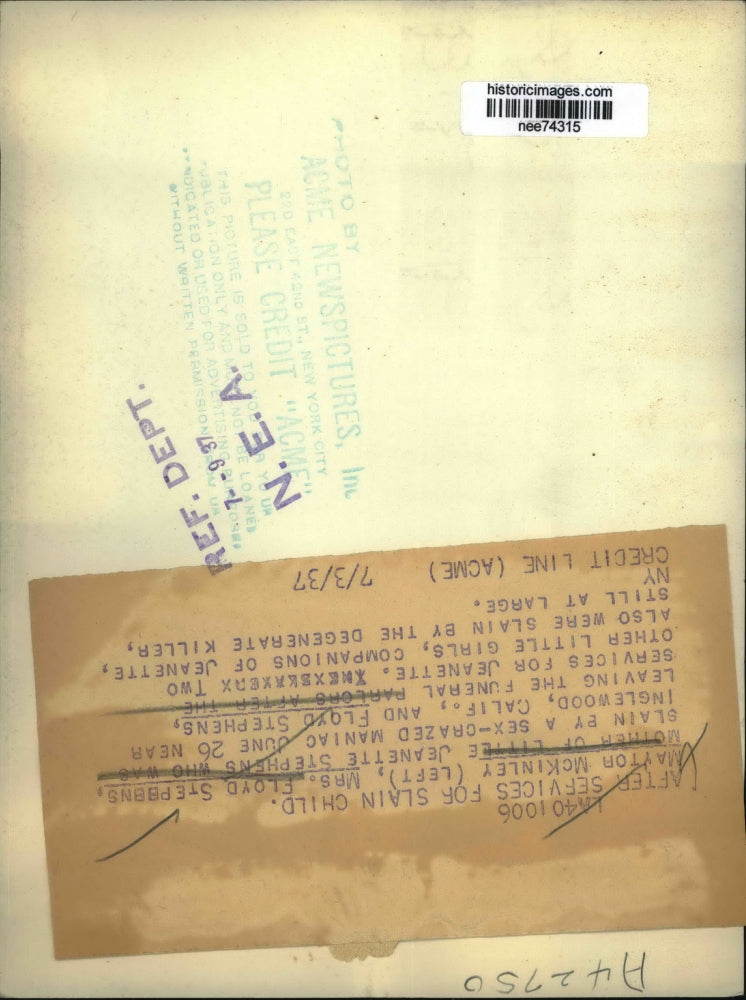 historicimages.com
nee74315
PHOTO BY
ACME NEWSPICTURES, Inc
220 EAST 42ND ST., NEW YORK CITY
PLEASE CREDIT "ACME"
THIS PICTURE IS SOLD TO YOU FOR YOUR
PUBLICATION ONLY AND MUST NOT BE LOANED
SYNDICATED OR USED FOR ADVERTISING PURPOSES
WITHOUT WRITTEN PERMISSION FROM US
N.E.A.
7-9-37
REF. DEPT.
LA401006
AFTER SERVICES FOR SLAIN CHILD.
MAYTOR MCKINLEY (LEFT), MRS. FLOYD STEPBBNS,
MOTHER OF LITTLE JEANETTE STEPHENS WHO WAS
SLAIN BY A SEX-CRAZED MANIAC JUNE 26 NEAR
INGLEWOOD, CALIF., AND FLOYD STEPHENS,
LEAVING THE FUNERAL PARLORS AFTER THE
SERVICES FOR JEANETTE. TWO
OTHER LITTLE GIRLS, COMPANIONS OF JEANETTE,
ALSO WERE SLAIN BY THE DEGENERATE KILLER,
STILL AT LARGE.
NY
CREDIT LINE (ACME) 7/3/37
A42750